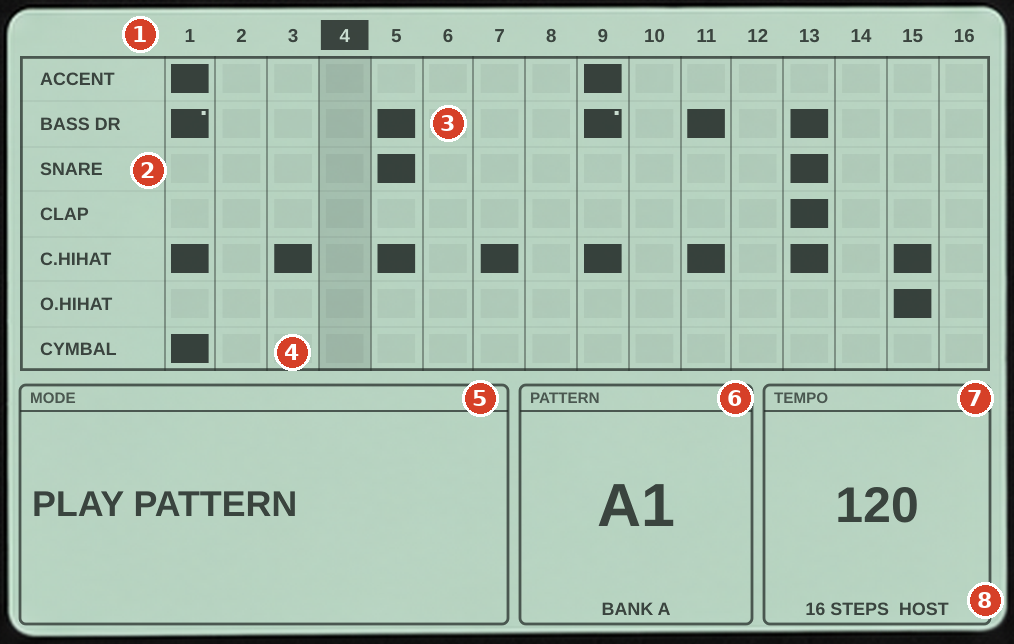 1 1 2 3 4 5 6 7 8 9 10 11 12 13 14 15 16
ACCENT
BASS DR 3
SNARE 2
CLAP
C.HIHAT
O.HIHAT
CYMBAL 4
MODE 5
PATTERN 6
TEMPO 7
PLAY PATTERN
A1
120
BANK A
16 STEPS HOST 8